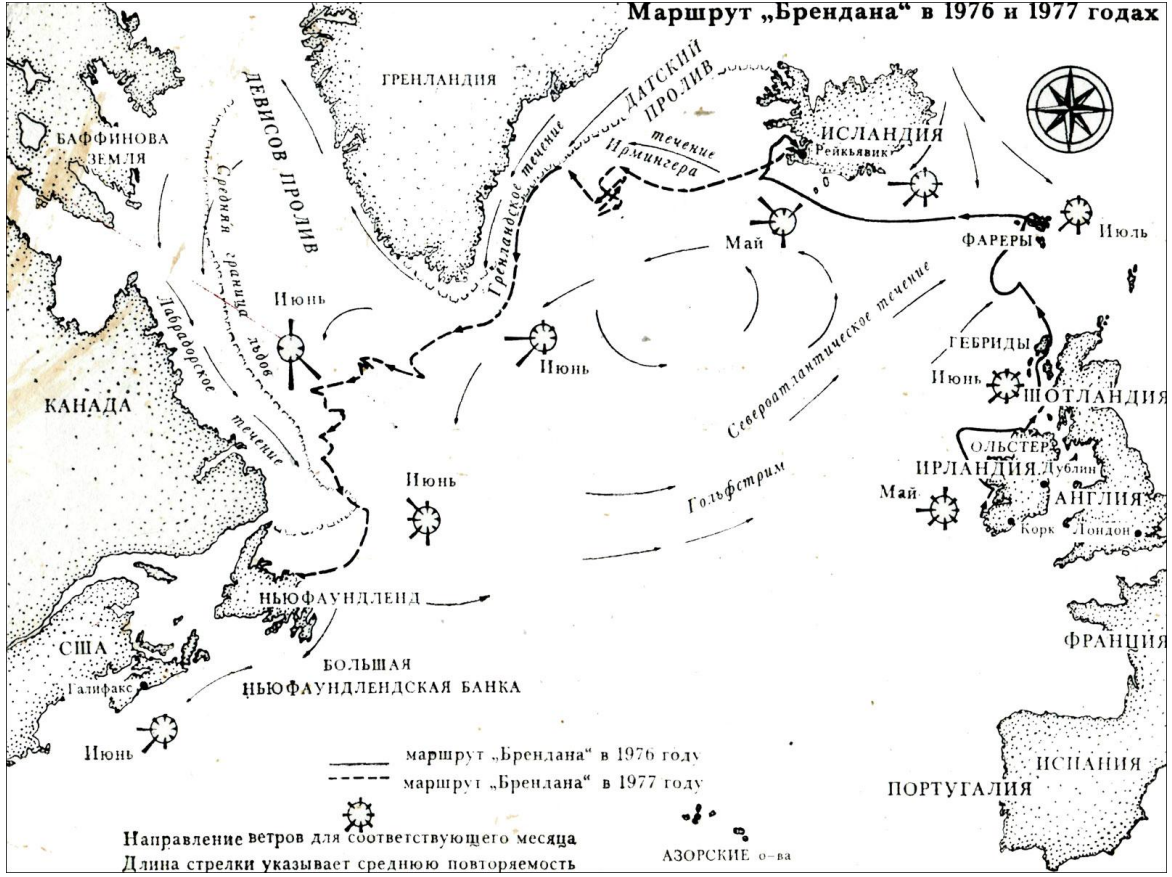 Маршрут „Брендана“ в 1976 и 1977 годах
ГРЕНЛАНДИЯ
ДЕВИСОВ ПРОЛИВ
ДАТСКИЙ
ПРОЛИВ
БАФФИНОВА
ЗЕМЛЯ
ИСЛАНДИЯ
Рейкьявик
течение
Ирмингера
Гренландское течение
Средняя граница льдов
Май
ФАРЕРЫ
Июль
Июнь
Лабрадорское течение
Июнь
Североатлантическое течение
ГЕБРИДЫ
Июнь
ШОТЛАНДИЯ
КАНАДА
ОЛЬСТЕР
ИРЛАНДИЯ
Дублин
Июнь
Гольфстрим
Май
АНГЛИЯ
Корк
Лондон
НЬЮФАУНДЛЕНД
США
ФРАНЦИЯ
БОЛЬШАЯ
НЬЮФАУНДЛЕНДСКАЯ БАНКА
Галифакс
Июнь
маршрут „Брендана“ в 1976 году
маршрут „Брендана“ в 1977 году
ИСПАНИЯ
ПОРТУГАЛИЯ
Направление ветров для соответствующего месяца
Длина стрелки указывает среднюю повторяемость
АЗОРСКИЕ о-ва